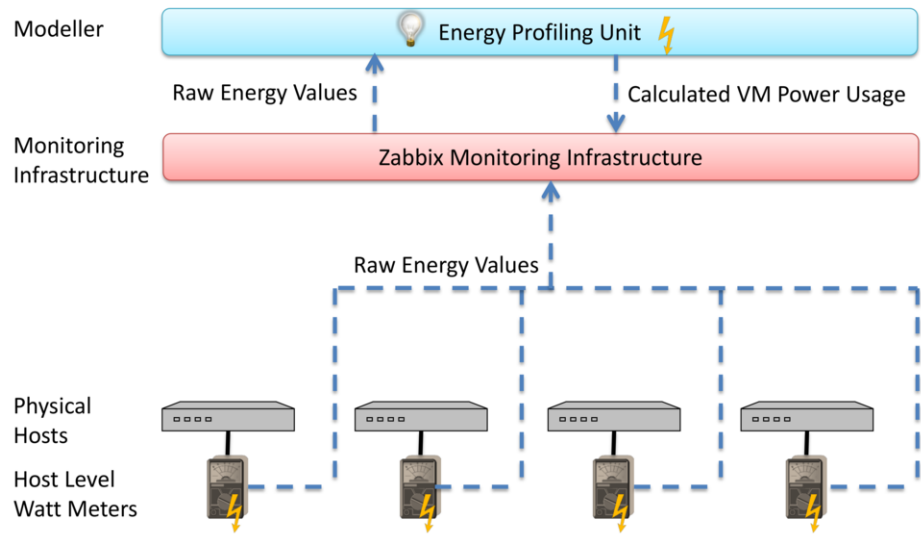 Modeller
Energy Profiling Unit
Raw Energy Values
Calculated VM Power Usage
Monitoring
Infrastructure
Zabbix Monitoring Infrastructure
Raw Energy Values
Physical
Hosts
Host Level
Watt Meters